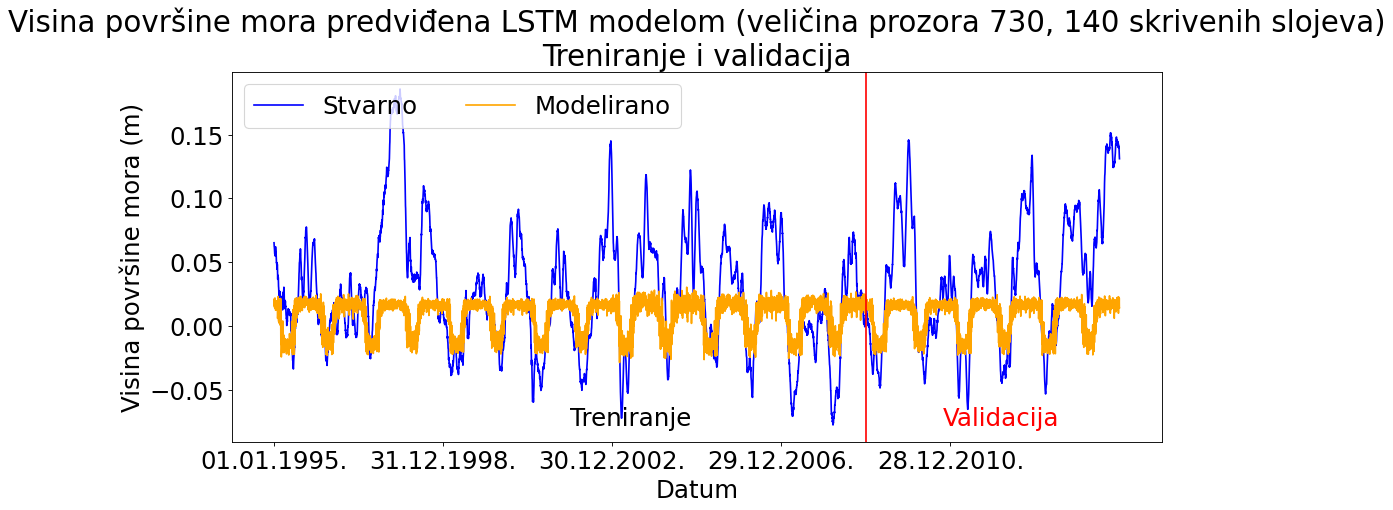 Visina površine mora predviđena LSTM modelom (veličina prozora 730, 140 skrivenih slojeva)
Treniranje i validacija
Stvarno Modelirano
Visina površine mora (m)
0.15
0.10
0.05
0.00
−0.05
Treniranje Validacija
01.01.1995. 31.12.1998. 30.12.2002. 29.12.2006. 28.12.2010.
Datum